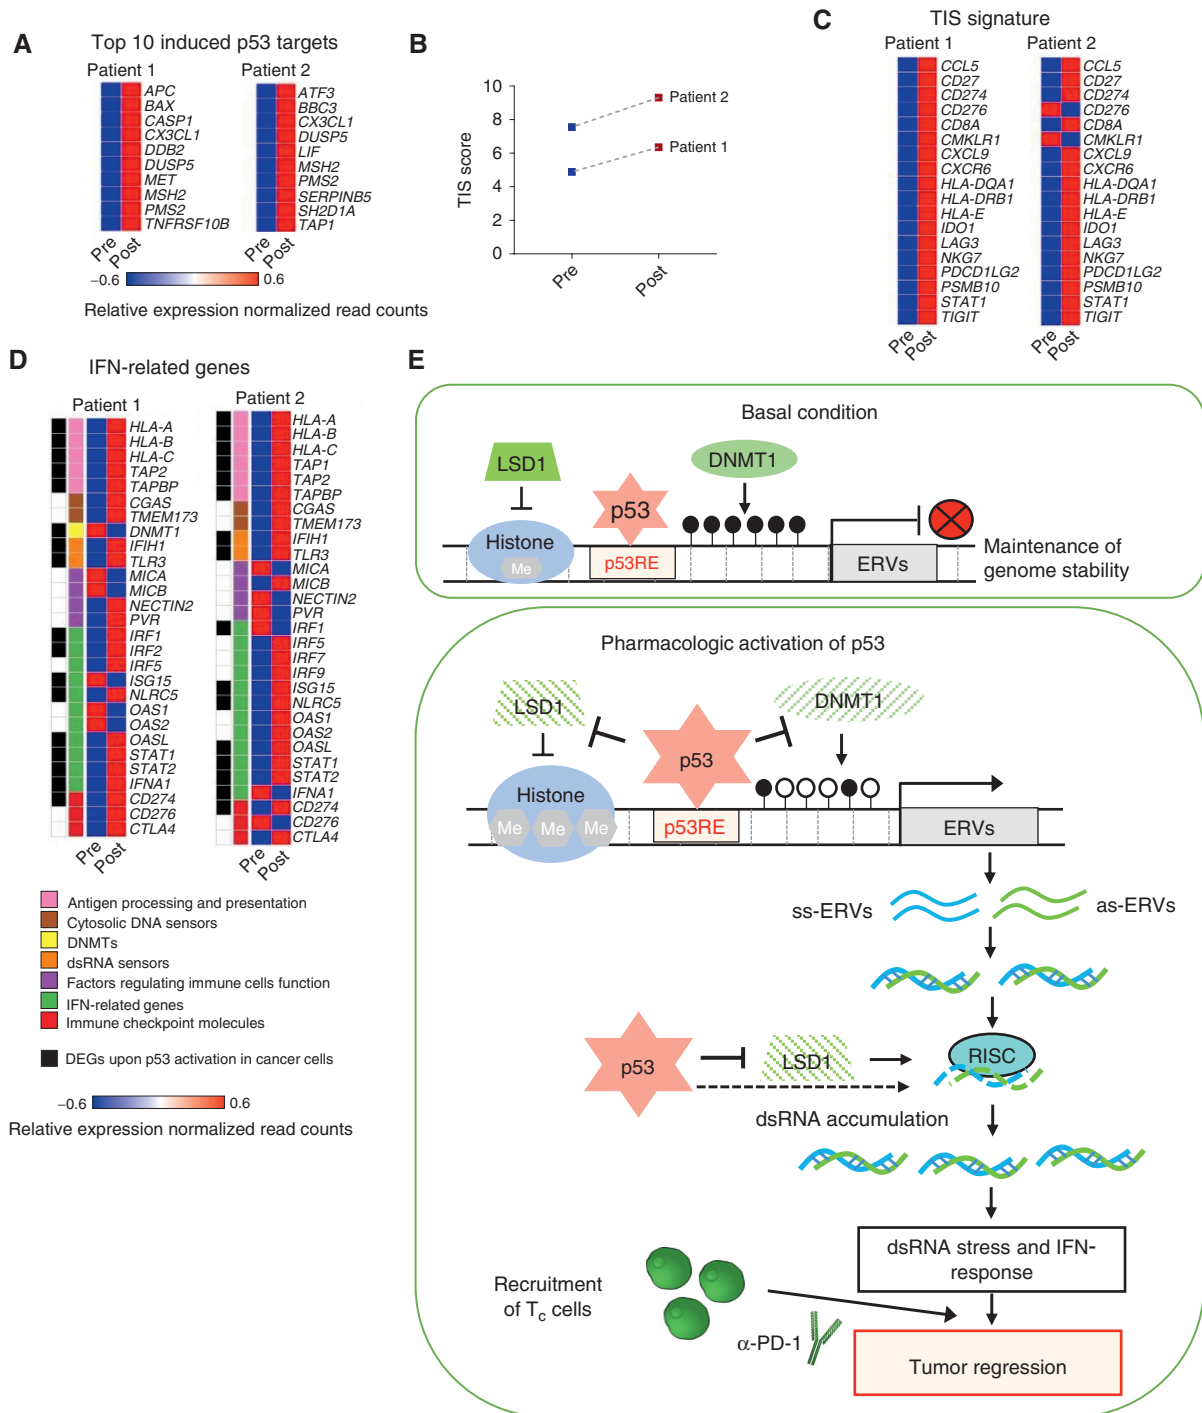 A
Top 10 induced p53 targets
Patient 1
APC
BAX
CASP1
CX3CL1
DDB2
DUSP5
MET
MSH2
PMS2
TNFRSF10B
Pre
Post
Patient 2
ATF3
BBC3
CX3CL1
DUSP5
LIF
MSH2
PMS2
SERPINB5
SH2D1A
TAP1
Pre
Post
−0.6
0.6
Relative expression normalized read counts
B
TIS score
10
8
6
4
2
0
Patient 2
Patient 1
Pre
Post
C
TIS signature
Patient 1
CCL5
CD27
CD274
CD276
CD8A
CMKLR1
CXCL9
CXCR6
HLA-DQA1
HLA-DRB1
HLA-E
IDO1
LAG3
NKG7
PDCD1LG2
PSMB10
STAT1
TIGIT
Pre
Post
Patient 2
CCL5
CD27
CD274
CD276
CD8A
CMKLR1
CXCL9
CXCR6
HLA-DQA1
HLA-DRB1
HLA-E
IDO1
LAG3
NKG7
PDCD1LG2
PSMB10
STAT1
TIGIT
Pre
Post
D
IFN-related genes
Patient 1
HLA-A
HLA-B
HLA-C
TAP2
TAPBP
CGAS
TMEM173
DNMT1
IFIH1
TLR3
MICA
MICB
NECTIN2
PVR
IRF1
IRF2
IRF5
ISG15
NLRC5
OAS1
OAS2
OASL
STAT1
STAT2
IFNA1
CD274
CD276
CTLA4
Pre
Post
Patient 2
HLA-A
HLA-B
HLA-C
TAP1
TAP2
TAPBP
CGAS
TMEM173
IFIH1
TLR3
MICA
MICB
NECTIN2
PVR
IRF1
IRF5
IRF7
IRF9
ISG15
NLRC5
OAS1
OAS2
OASL
STAT1
STAT2
IFNA1
CD274
CD276
CTLA4
Pre
Post
Antigen processing and presentation
Cytosolic DNA sensors
DNMTs
dsRNA sensors
Factors regulating immune cells function
IFN-related genes
Immune checkpoint molecules
DEGs upon p53 activation in cancer cells
−0.6
0.6
Relative expression normalized read counts
E
Basal condition
LSD1
DNMT1
p53
Histone
Me
p53RE
ERVs
Maintenance of
genome stability
Pharmacologic activation of p53
LSD1
DNMT1
p53
Histone
Me
Me
Me
p53RE
ERVs
ss-ERVs
as-ERVs
p53
LSD1
RISC
dsRNA accumulation
dsRNA stress and IFN-
response
Recruitment
of Tc cells
α-PD-1
Tumor regression